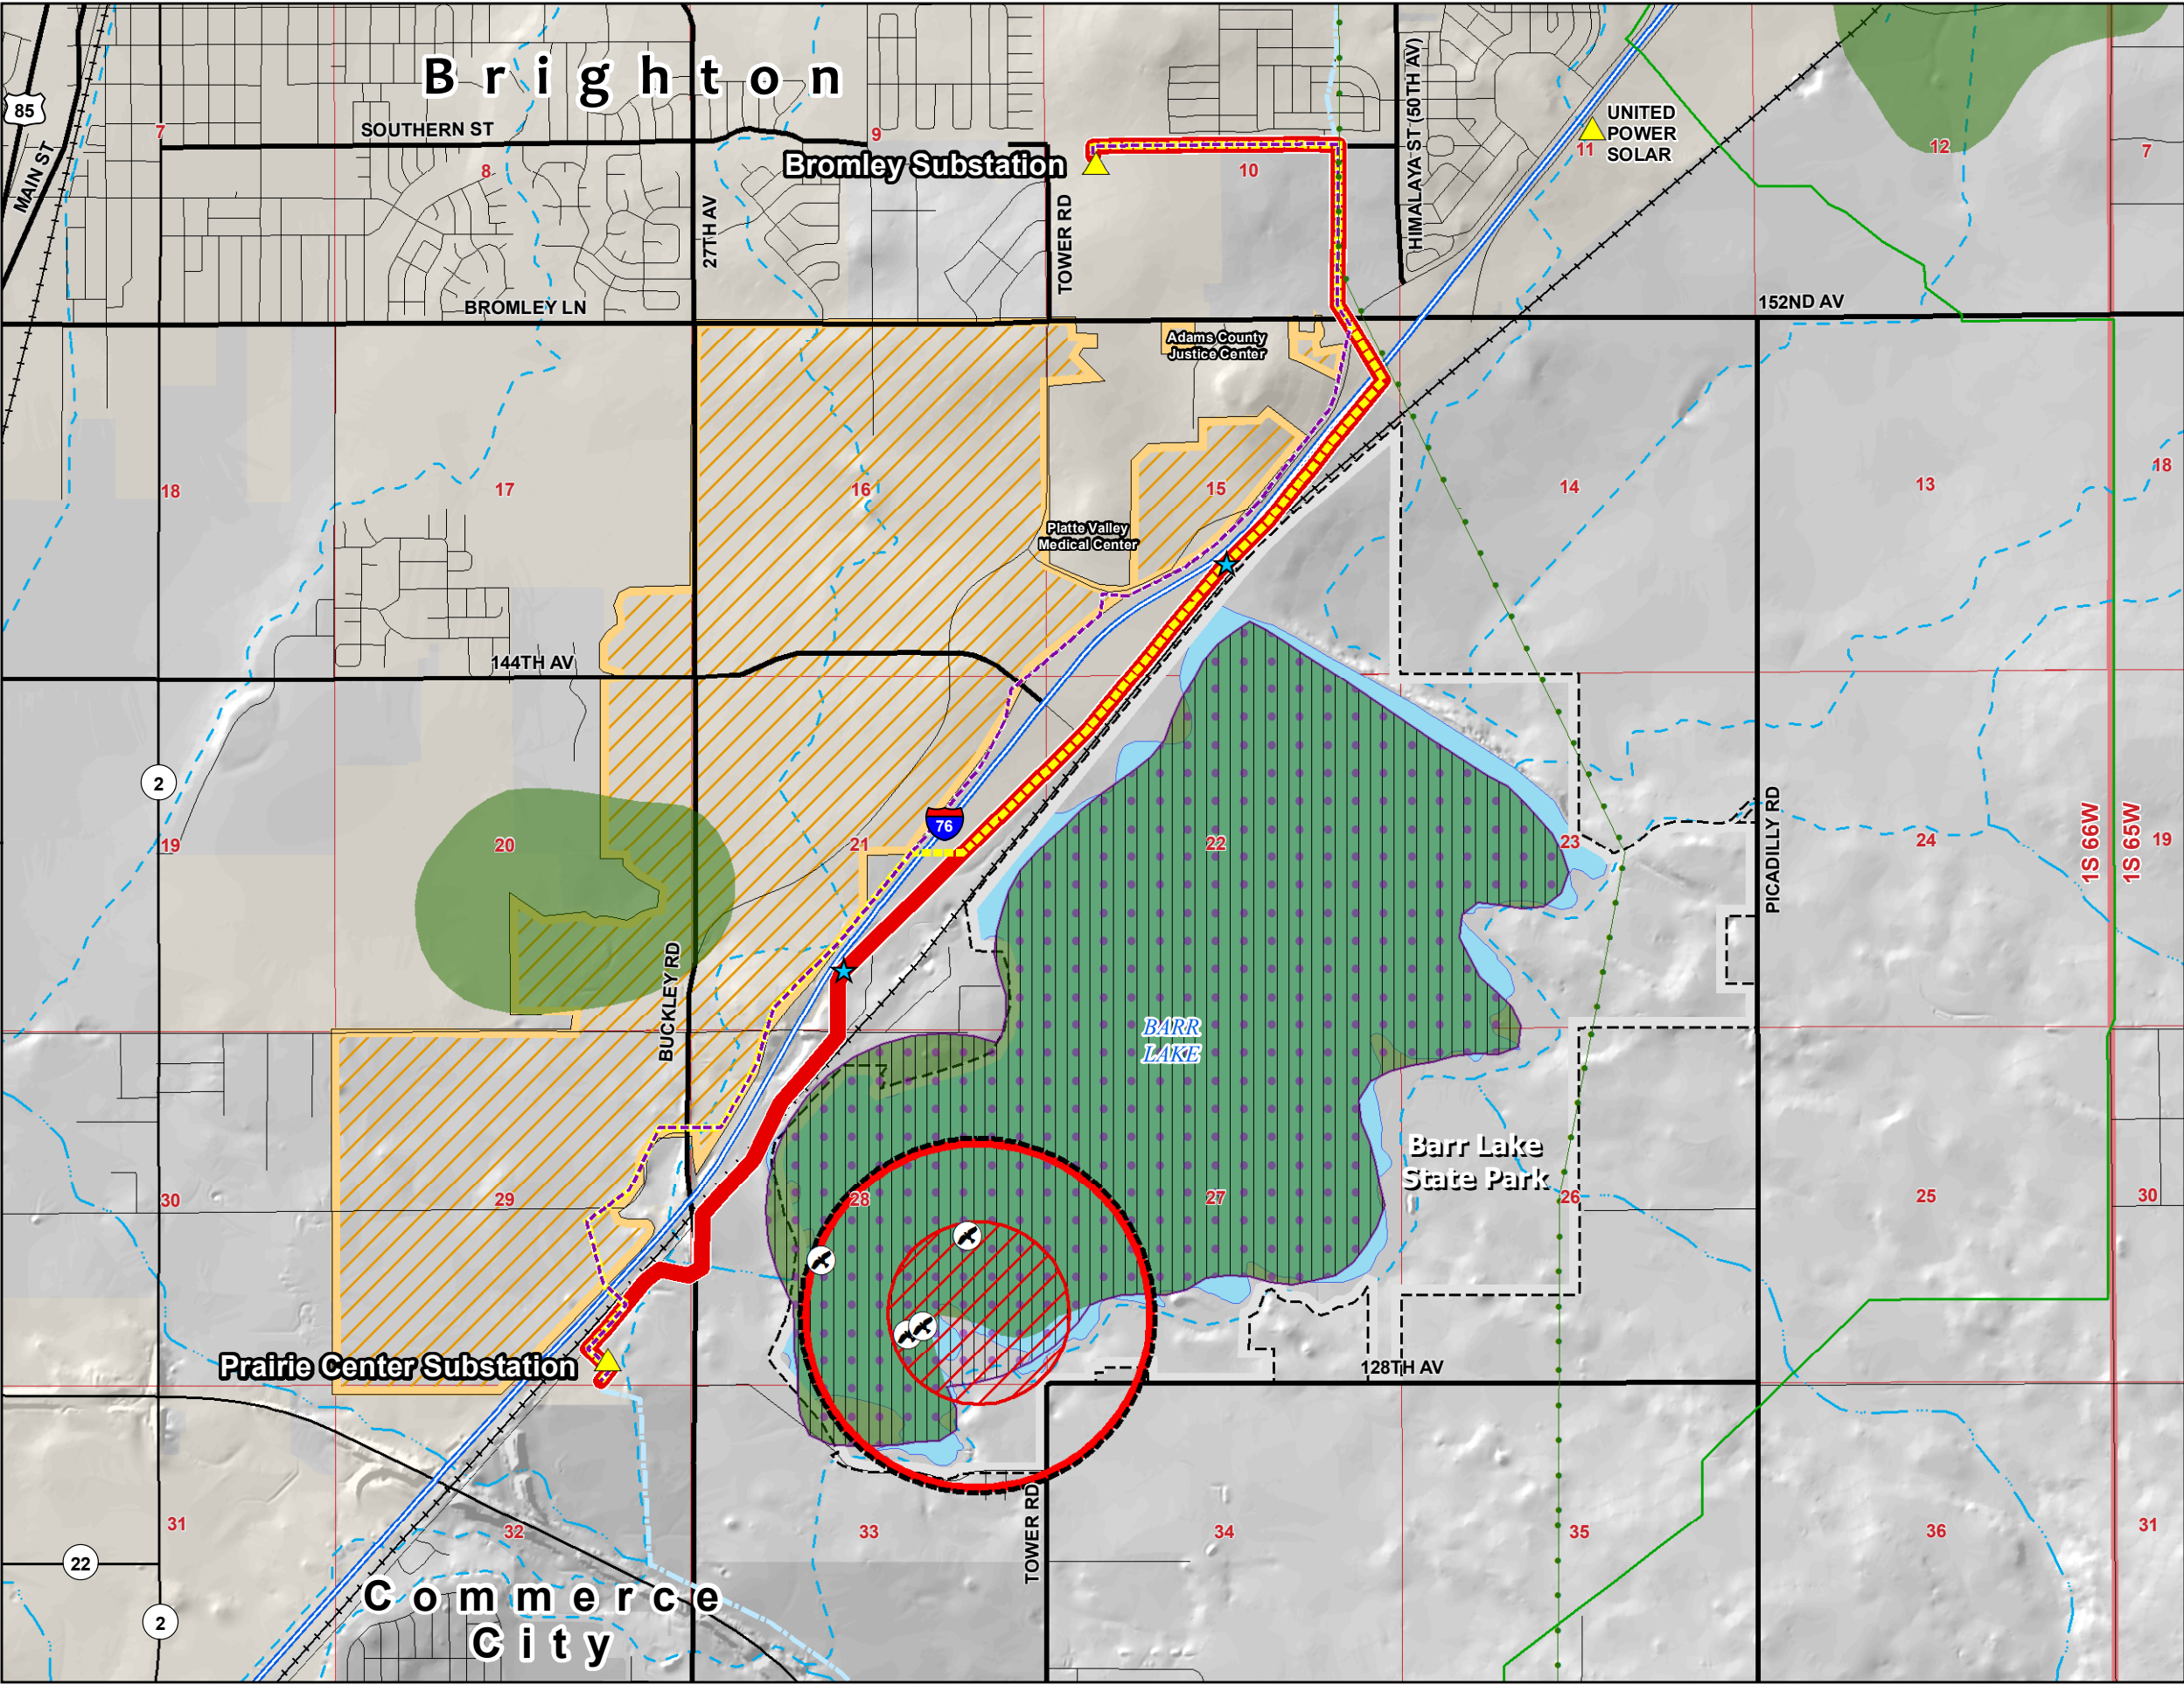 Brighton
85
MAIN ST
7
SOUTHERN ST
8
9
Bromley Substation
10
TOWER RD
27TH AV
HIMALAYA ST (50TH AV)
UNITED
POWER
SOLAR
11
12
7
BROMLEY LN
152ND AV
Adams County
Justice Center
18
17
16
15
14
13
18
Platte Valley
Medical Center
144TH AV
2
76
19
20
21
22
23
24
19
PICADILLY RD
1S 66W
1S 65W
BUCKLEY RD
BARR
LAKE
Barr Lake
State Park
30
29
28
27
26
25
30
Prairie Center Substation
128TH AV
31
32
33
34
35
36
31
TOWER RD
22
2
Commerce
City